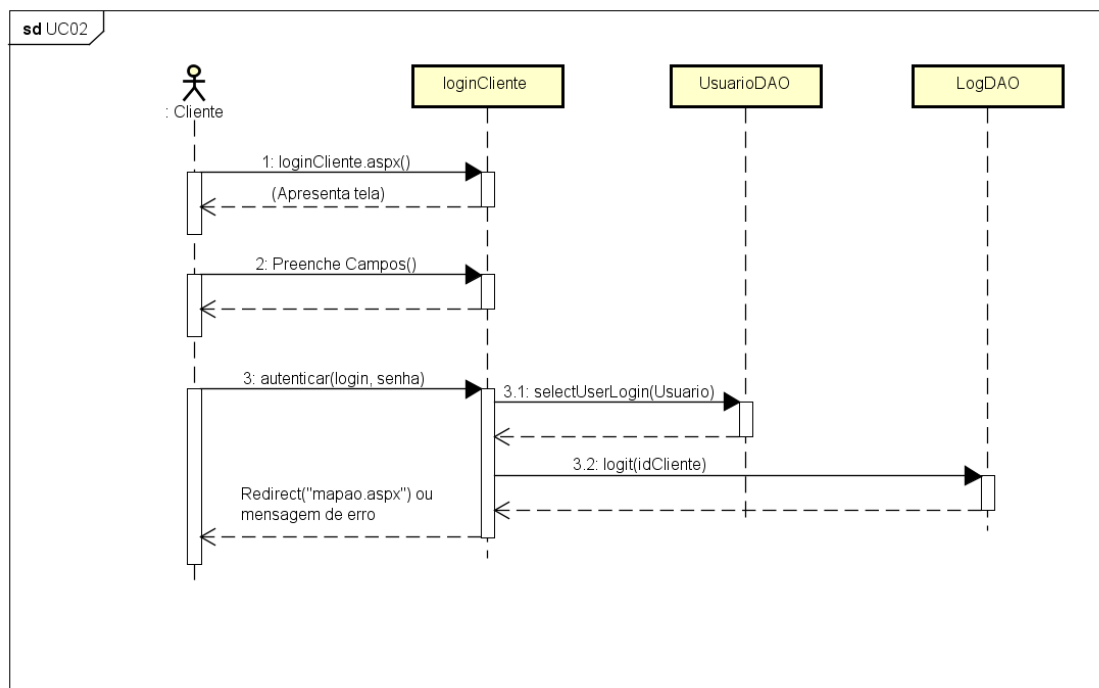 sd UC02
: Cliente
loginCliente
UsuarioDAO
LogDAO
1: loginCliente.aspx()
(Apresenta tela)
2: Preenche Campos()
3: autenticar(login, senha)
3.1: selectUserLogin(Usuario)
3.2: logit(idCliente)
Redirect("mapao.aspx") ou
mensagem de erro